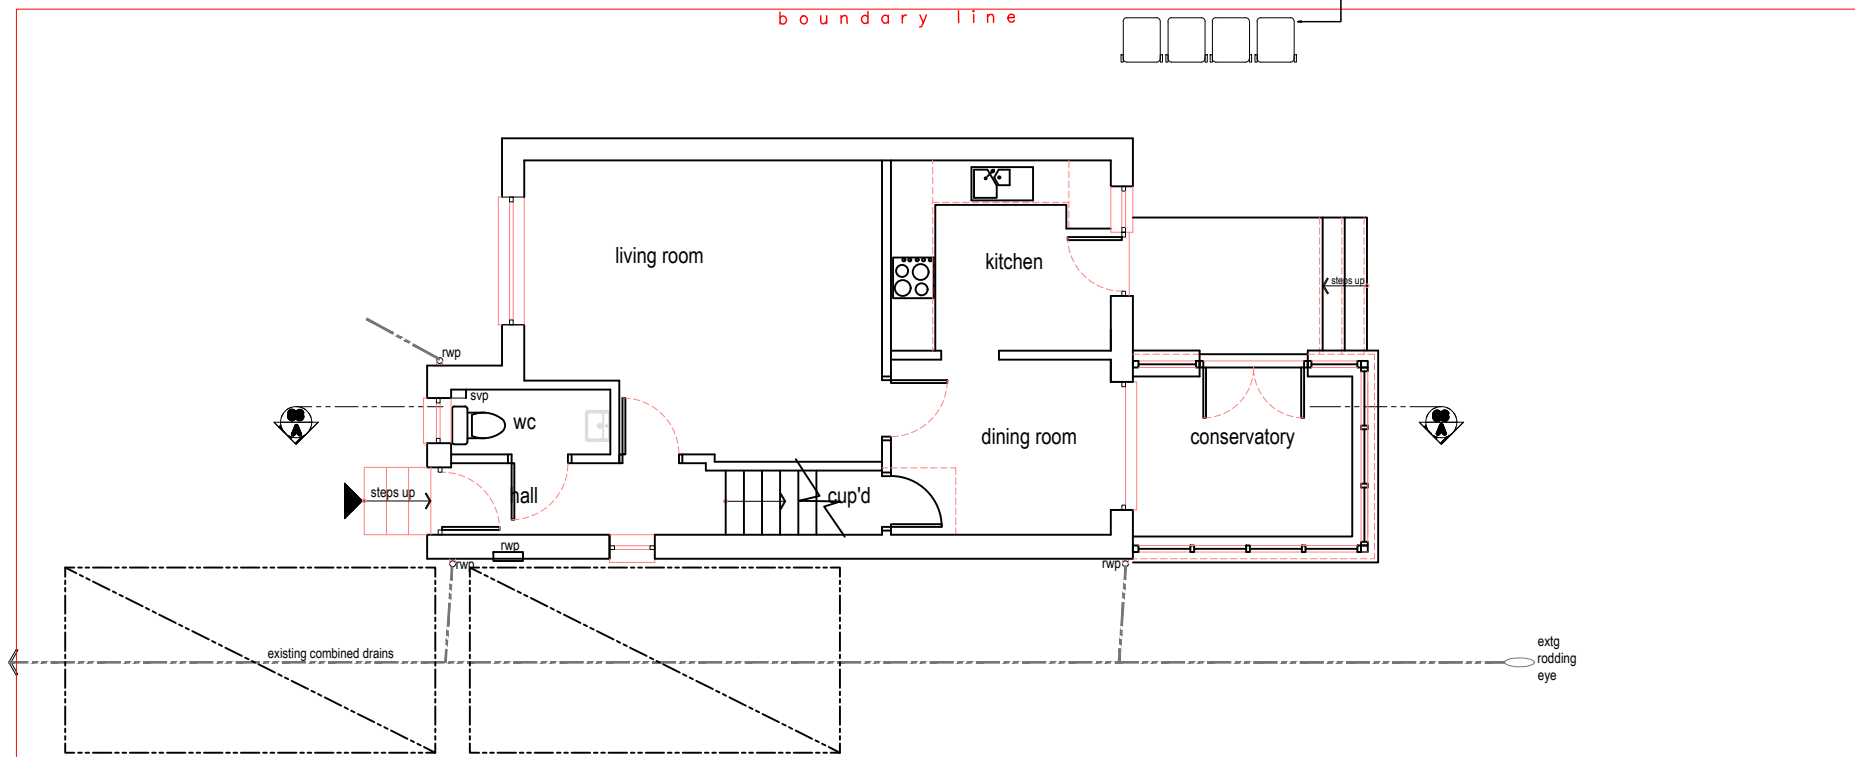 boundary line
living room
kitchen
steps up
rwp
svp
wc
dining room
conservatory
steps up
hall
cup'd
rwp
rwp
rwp
existing combined drains
extg
rodding
eye